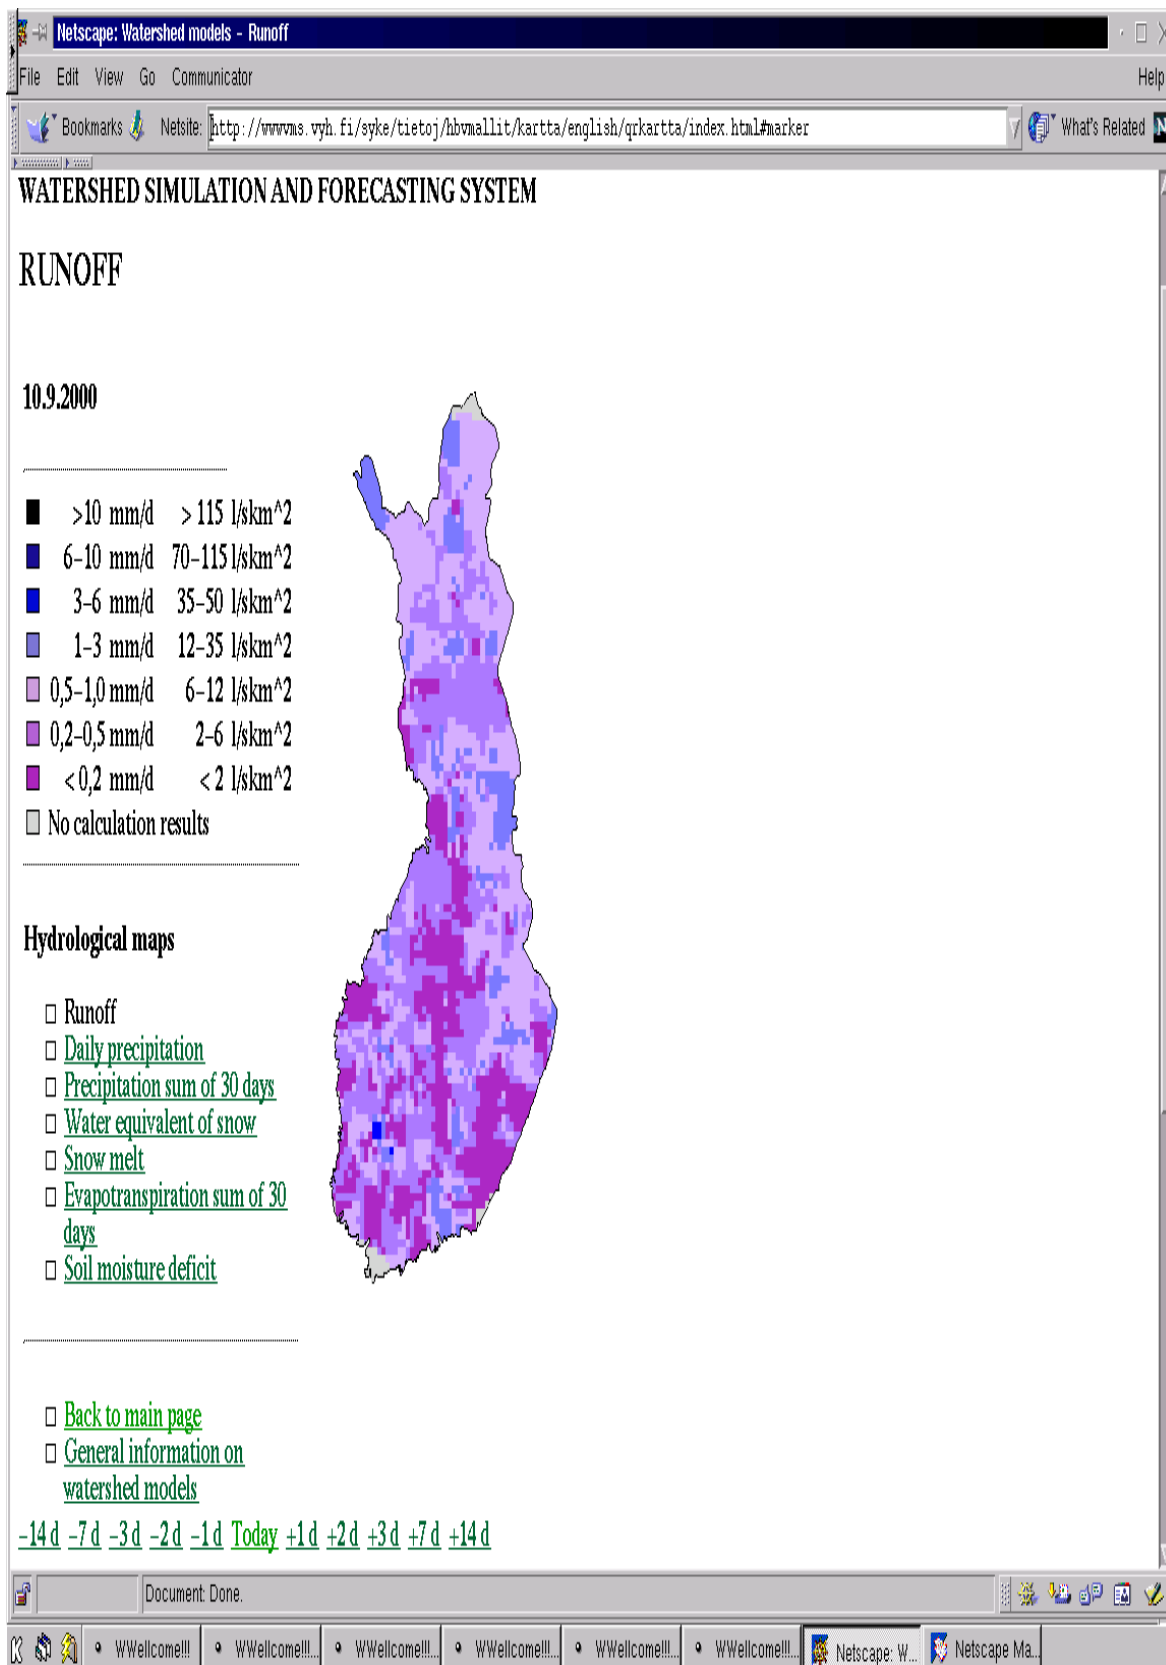 Netscape: Watershed models - Runoff
File Edit View Go Communicator Help
Bookmarks Netsite: http://wwwms.vyh.fi/syke/tietoj/hbvmallit/kartta/english/qrkartta/index.html#marker What's Related N
WATERSHED SIMULATION AND FORECASTING SYSTEM
RUNOFF
10.9.2000
>10 mm/d >115 l/skm^2
6-10 mm/d 70-115 l/skm^2
3-6 mm/d 35-50 l/skm^2
1-3 mm/d 12-35 l/skm^2
0,5-1,0 mm/d 6-12 l/skm^2
0,2-0,5 mm/d 2-6 l/skm^2
<0,2 mm/d <2 l/skm^2
No calculation results
Hydrological maps
Runoff
Daily precipitation
Precipitation sum of 30 days
Water equivalent of snow
Snow melt
Evapotranspiration sum of 30
days
Soil moisture deficit
Back to main page
General information on
watershed models
-14 d -7 d -3 d -2 d -1 d Today +1 d +2 d +3 d +7 d +14 d
Document: Done.
K WWellcome!!! WWellcome!!!... WWellcome!!!... WWellcome!!!... WWellcome!!!... WWellcome!!!... Netscape: W... Netscape Ma...